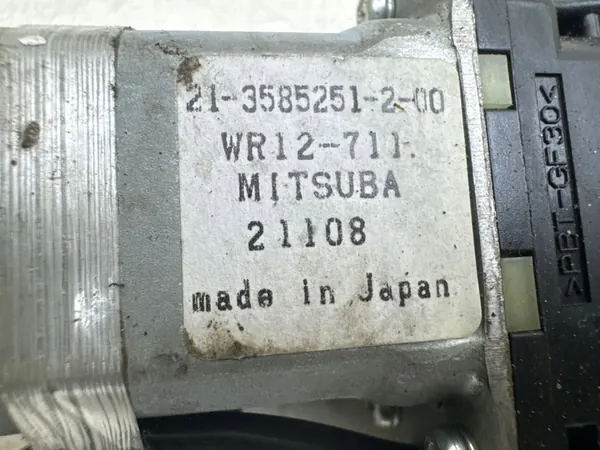 21-3585251-2-00
WR12-711
MITSUBA
21108
made in Japan
>PBT-GF30<